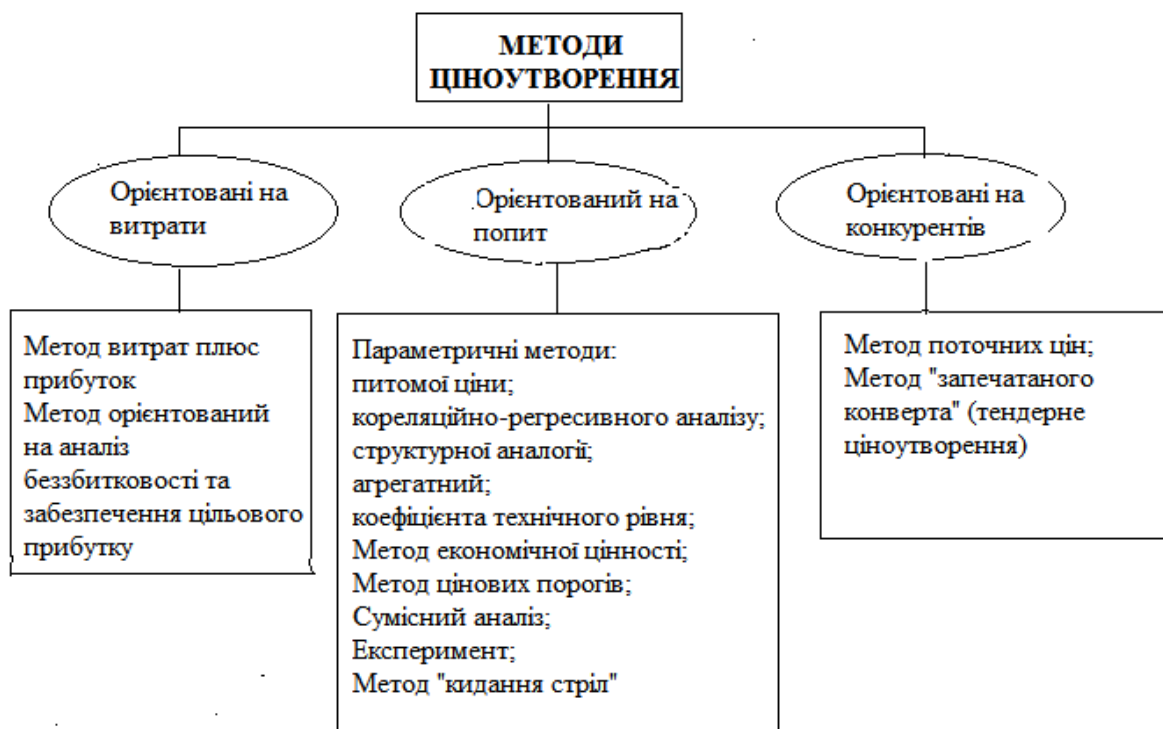 МЕТОДИ
ЦІНОУТВОРЕННЯ
Орієнтовані на
витрати
Орієнтований на
попит
Орієнтовані на
конкурентів
Метод витрат плюс
прибуток
Метод орієнтований
на аналіз
беззбитковості та
забезпечення цільового
прибутку
Параметричні методи:
питомої ціни;
кореляційно-регресивного аналізу;
структурної аналогії;
агрегатний;
коефіцієнта технічного рівня;
Метод економічної цінності;
Метод цінових порогів;
Сумісний аналіз;
Експеримент;
Метод "кидання стріл"
Метод поточних цін;
Метод "запечатаного
конверта" (тендерне
ціноутворення)